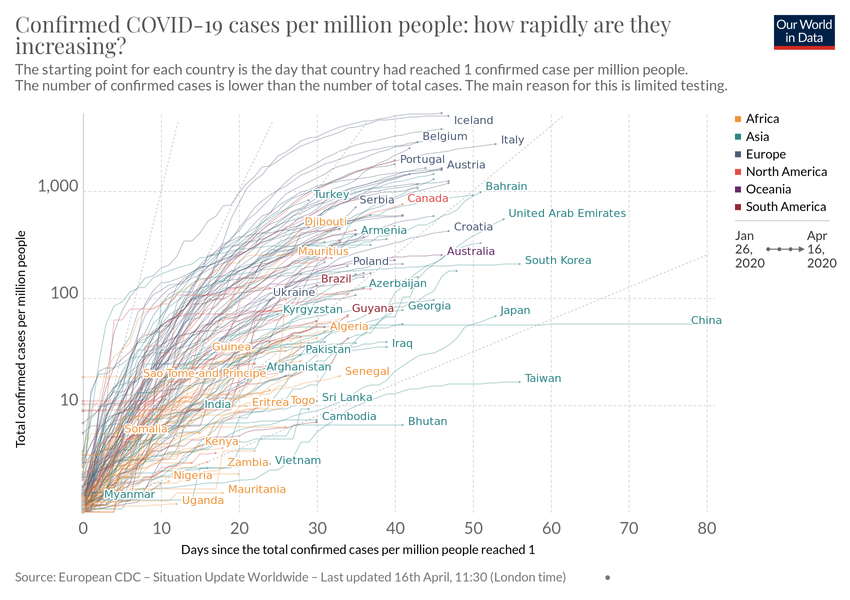 Confirmed COVID-19 cases per million people: how rapidly are they
increasing?
Our World
in Data
The starting point for each country is the day that country had reached 1 confirmed case per million people.
The number of confirmed cases is lower than the number of total cases. The main reason for this is limited testing.
Africa
Asia
Europe
North America
Oceania
South America
Jan
26,
2020
Apr
16,
2020
Total confirmed cases per million people
1,000
100
10
Iceland
Belgium
Italy
Portugal
Austria
Bahrain
Turkey
Serbia
Canada
United Arab Emirates
Djibouti
Armenia
Croatia
Mauritius
Australia
Poland
South Korea
Brazil
Azerbaijan
Ukraine
Kyrgyzstan
Guyana
Georgia
Japan
China
Algeria
Guinea
Pakistan
Iraq
Sao Tome and Principe
Afghanistan
Senegal
Taiwan
India
Eritrea
Togo
Sri Lanka
Cambodia
Bhutan
Somalia
Kenya
Zambia
Vietnam
Nigeria
Myanmar
Mauritania
Uganda
0 10 20 30 40 50 60 70 80
Days since the total confirmed cases per million people reached 1
Source: European CDC – Situation Update Worldwide – Last updated 16th April, 11:30 (London time)